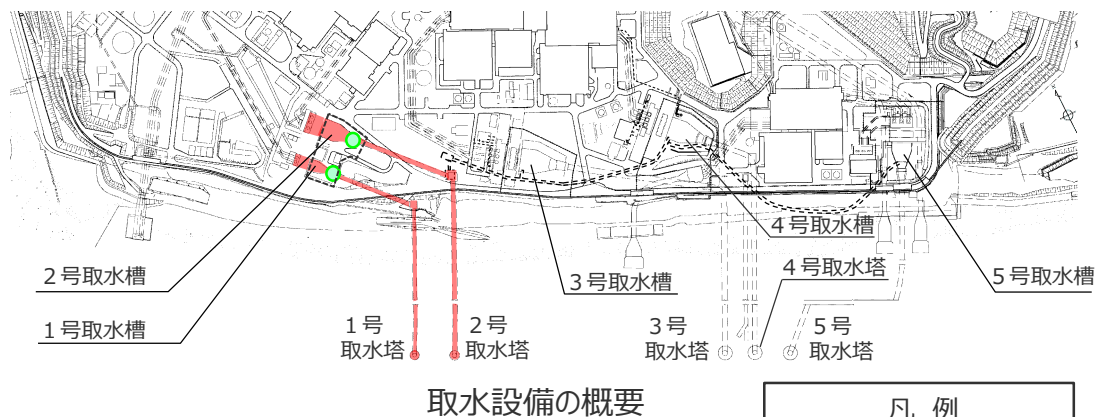 4号取水槽
2号取水槽
3号取水槽
4号取水塔
5号取水槽
1号取水槽
1号
取水塔
2号
取水塔
3号
取水塔
5号
取水塔
取水設備の概要
凡 例